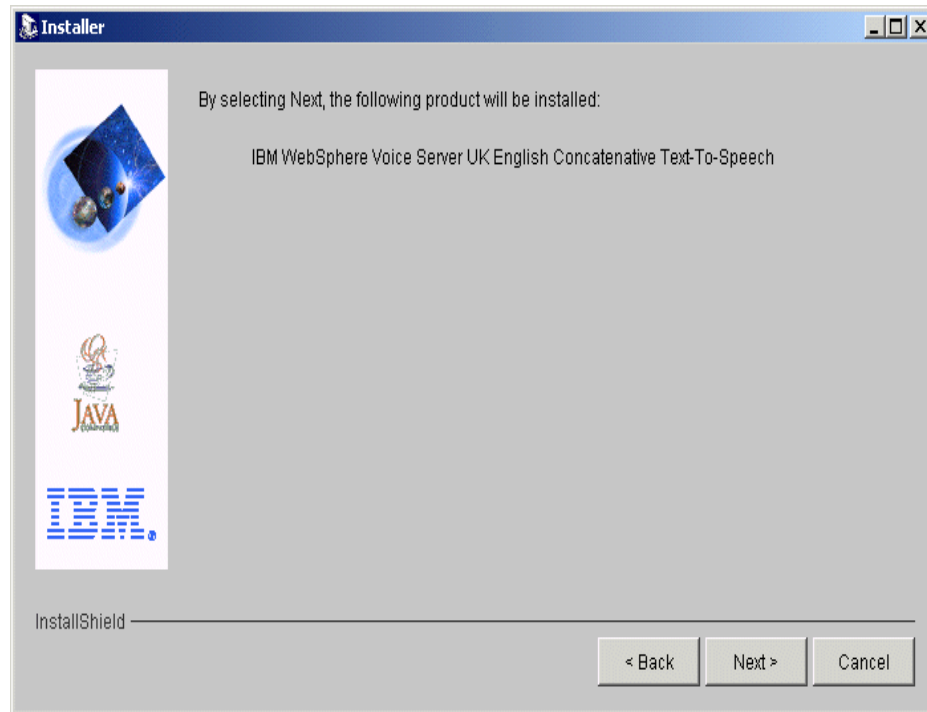 Installer
By selecting Next, the following product will be installed:
IBM WebSphere Voice Server UK English Concatenative Text-To-Speech
JAVA
IBM.
InstallShield
< Back
Next >
Cancel